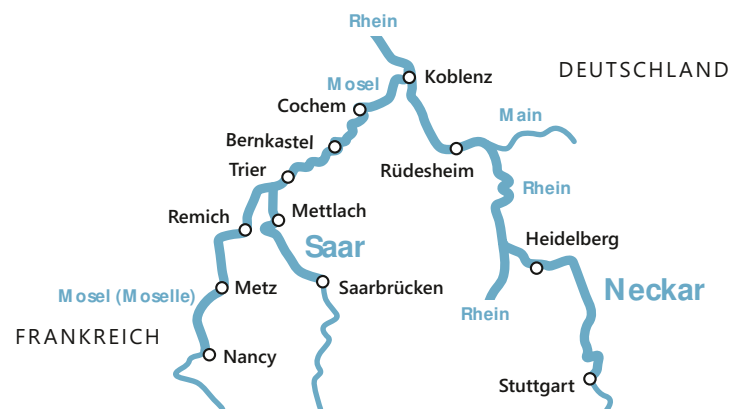 Rhein
Koblenz
DEUTSCHLAND
Mosel
Cochem
Main
Bernkastel
Trier
Rüdesheim
Rhein
Remich
Mettlach
Saar
Heidelberg
Metz
Saarbrücken
Neckar
Mosel (Moselle)
Rhein
FRANKREICH
Nancy
Stuttgart